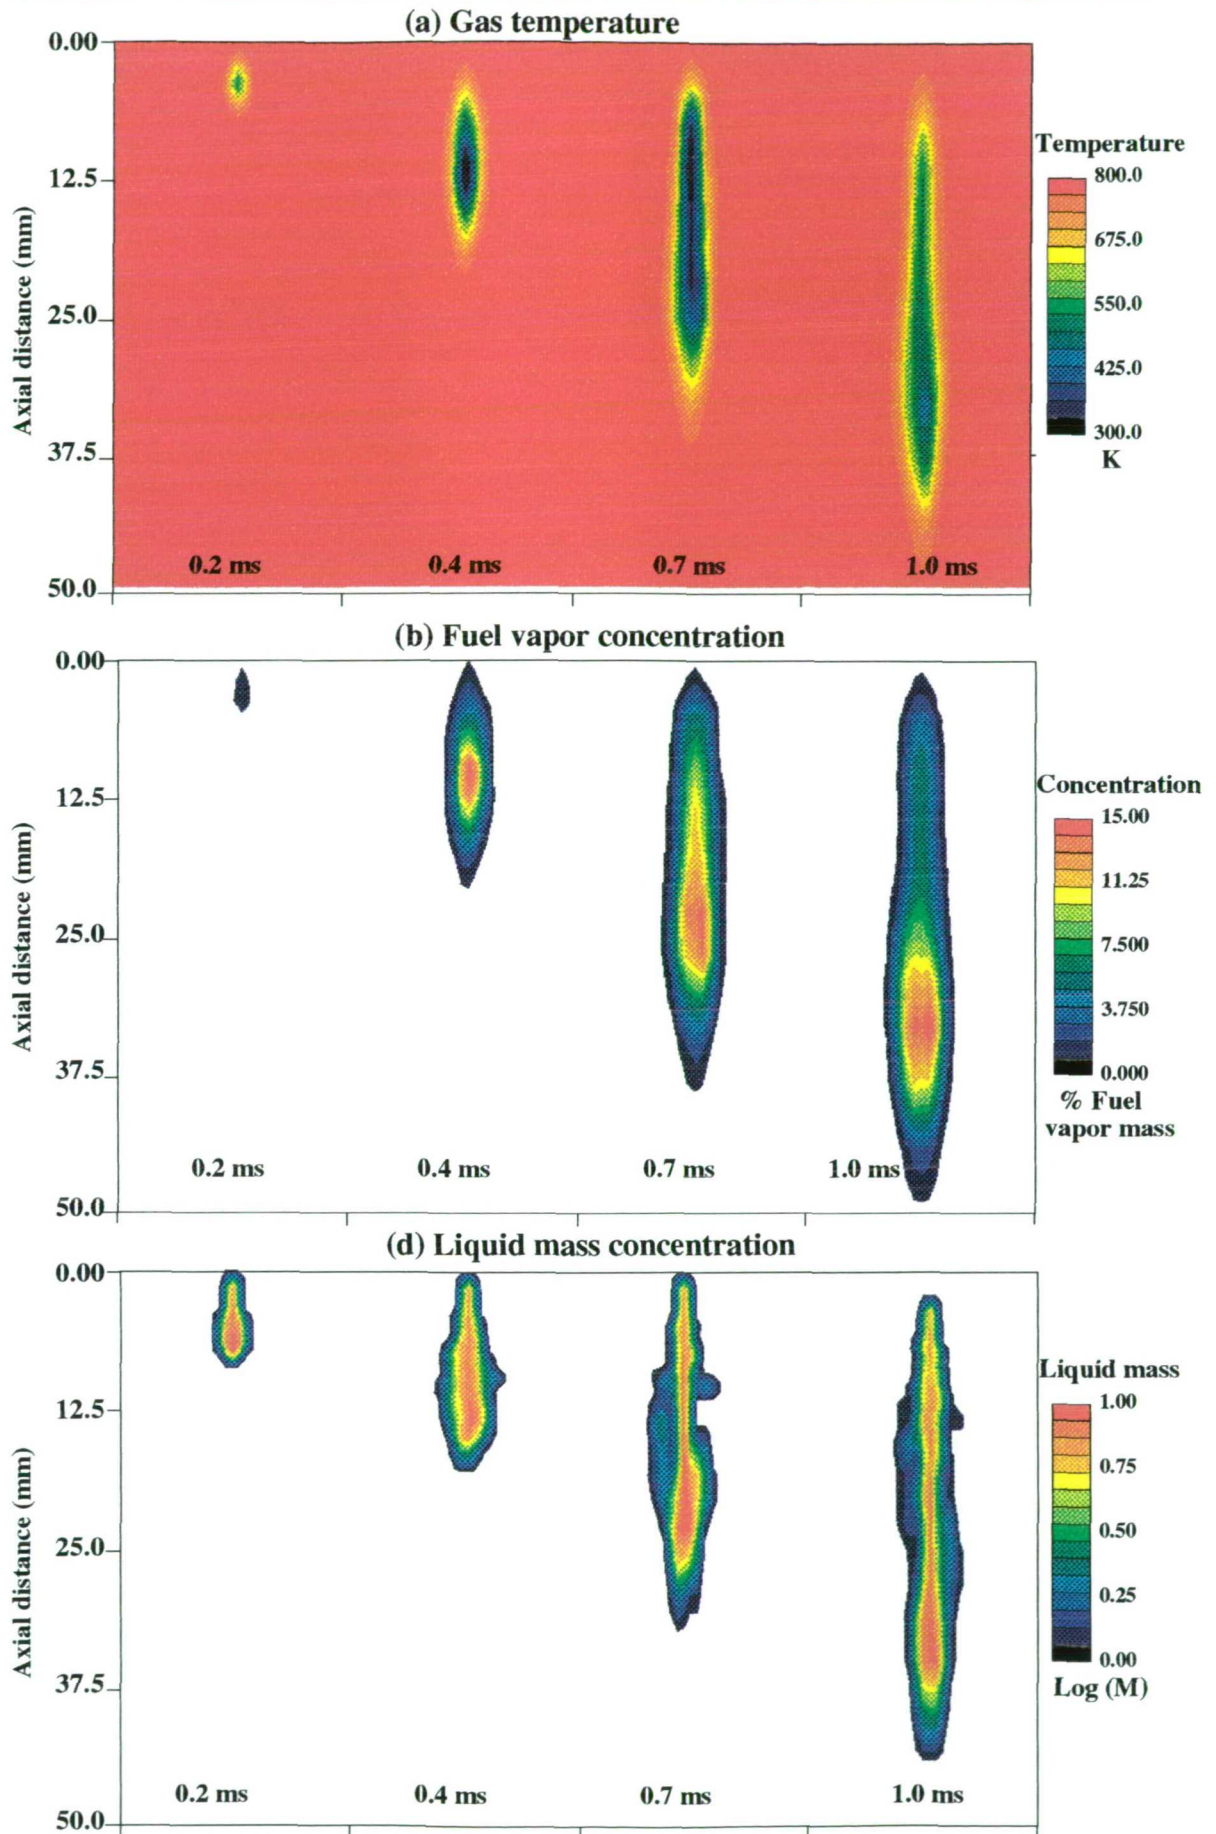 (a) Gas temperature
0.00
12.5
25.0
37.5
50.0
Axial distance (mm)
0.2 ms
0.4 ms
0.7 ms
1.0 ms
Temperature
800.0
675.0
550.0
425.0
300.0
K
(b) Fuel vapor concentration
0.00
12.5
25.0
37.5
50.0
Axial distance (mm)
0.2 ms
0.4 ms
0.7 ms
1.0 ms
Concentration
15.00
11.25
7.500
3.750
0.000
% Fuel
vapor mass
(d) Liquid mass concentration
0.00
12.5
25.0
37.5
50.0
Axial distance (mm)
0.2 ms
0.4 ms
0.7 ms
1.0 ms
Liquid mass
1.00
0.75
0.50
0.25
0.00
Log (M)